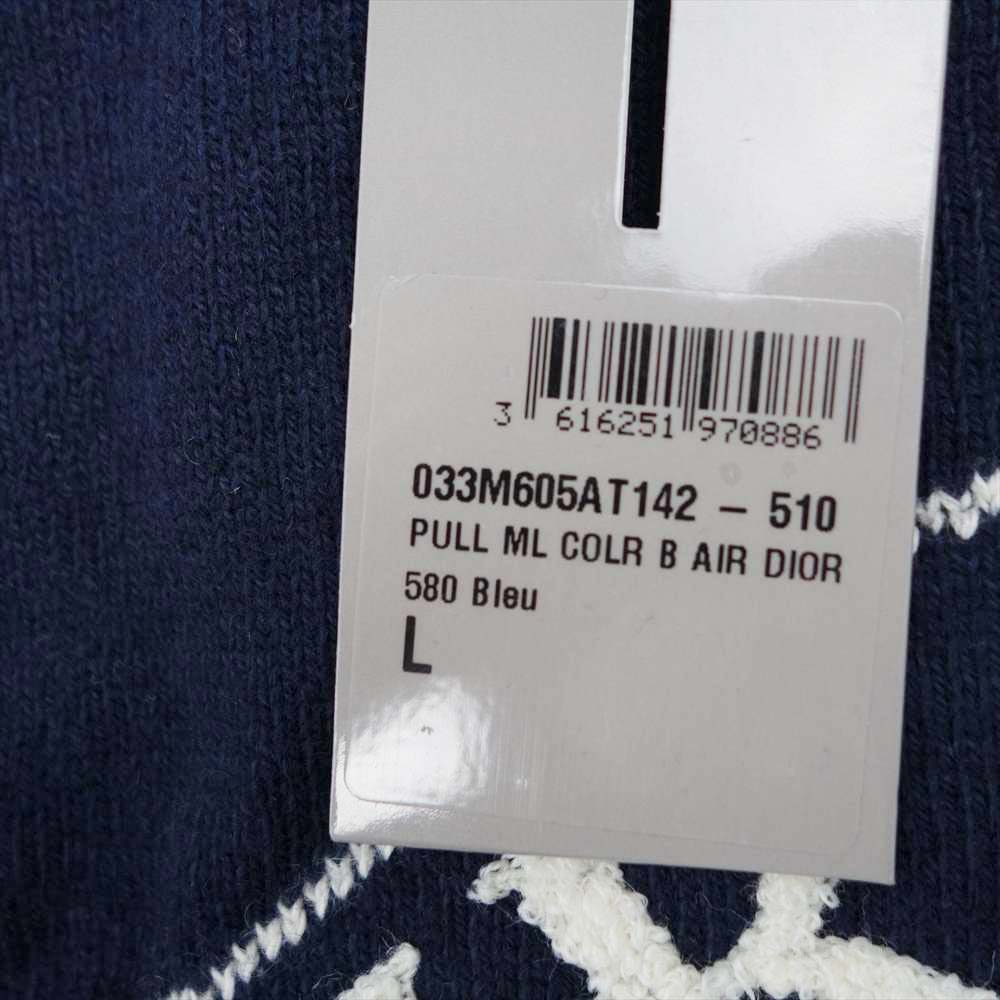 3 616251 970886
033M605AT142 – 510
PULL ML COLR B AIR DIOR
580 Bleu
L